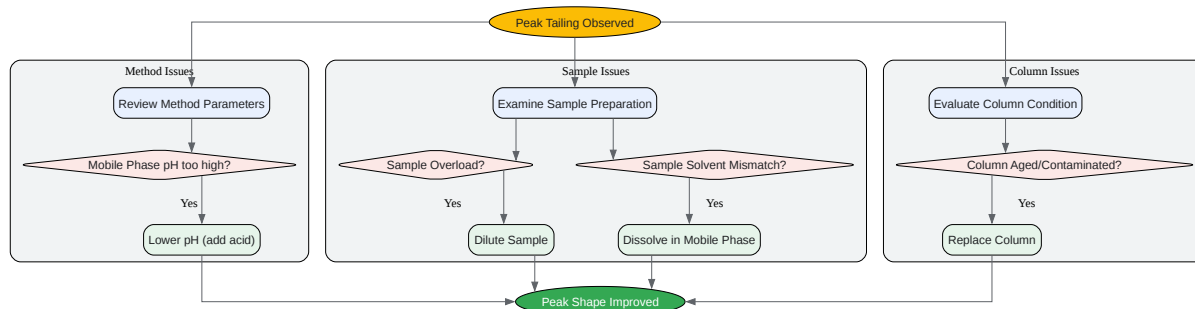 Peak Tailing Observed
Method Issues
Review Method Parameters
Mobile Phase pH too high?
Yes
Lower pH (add acid)
Sample Issues
Examine Sample Preparation
Sample Overload?
Sample Solvent Mismatch?
Yes
Yes
Dilute Sample
Dissolve in Mobile Phase
Column Issues
Evaluate Column Condition
Column Aged/Contaminated?
Yes
Replace Column
Peak Shape Improved